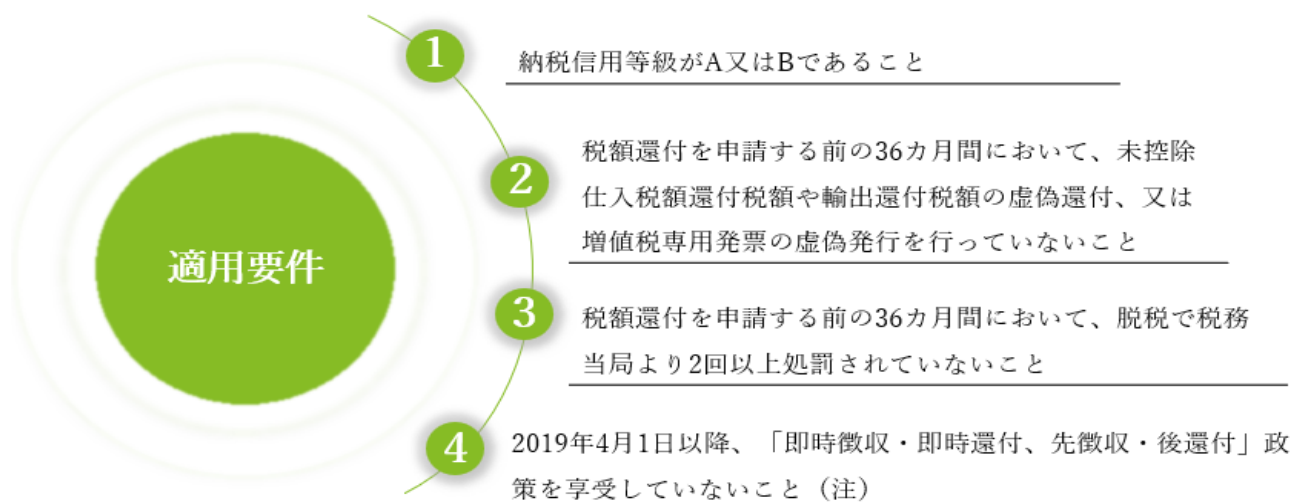 適用要件
1
納税信用等級がA又はBであること
2
税額還付を申請する前の36カ月間において、未控除
仕入税額還付税額や輸出還付税額の虚偽還付、又は
増値税専用発票の虚偽発行を行っていないこと
3
税額還付を申請する前の36カ月間において、脱税で税務
当局より2回以上処罰されていないこと
4
2019年4月1日以降、「即時徴収・即時還付、先徴収・後還付」政
策を享受していないこと（注）